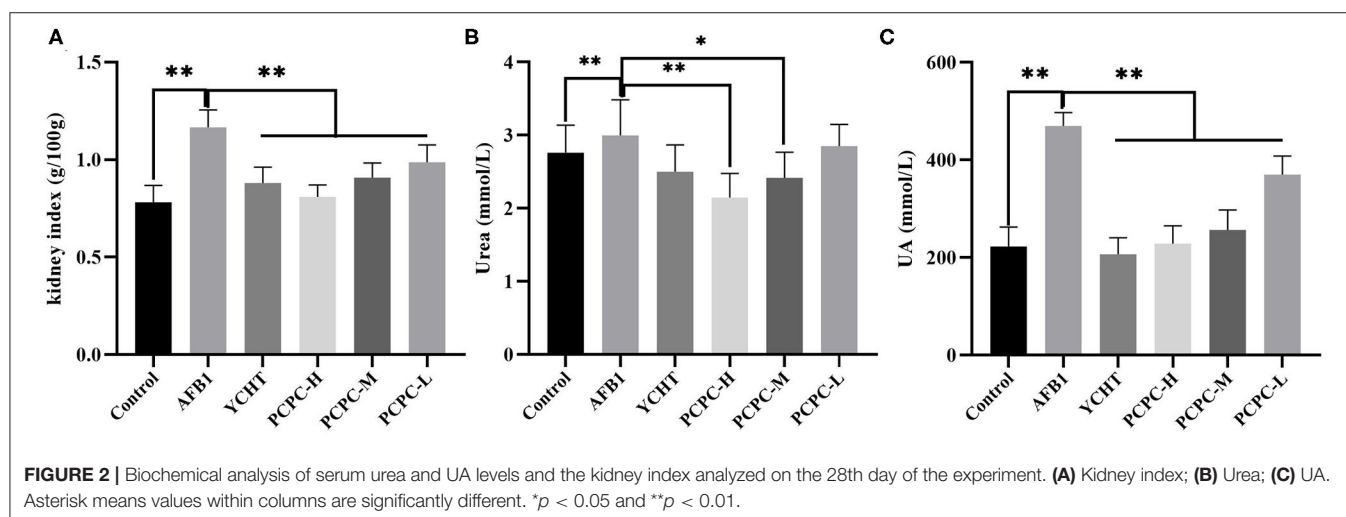 A
kidney index (g/100g)
1.5
1.0
0.5
0.0
** **
Control
AFB1
YCHT
PCPC-H
PCPC-M
PCPC-L
B
Urea (mmol/L)
4
3
2
1
0
*
** **
Control
AFB1
YCHT
PCPC-H
PCPC-M
PCPC-L
C
UA (mmol/L)
600
400
200
0
** **
Control
AFB1
YCHT
PCPC-H
PCPC-M
PCPC-L
FIGURE 2 | Biochemical analysis of serum urea and UA levels and the kidney index analyzed on the 28th day of the experiment. (A) Kidney index; (B) Urea; (C) UA.
Asterisk means values within columns are significantly different. *p < 0.05 and **p < 0.01.